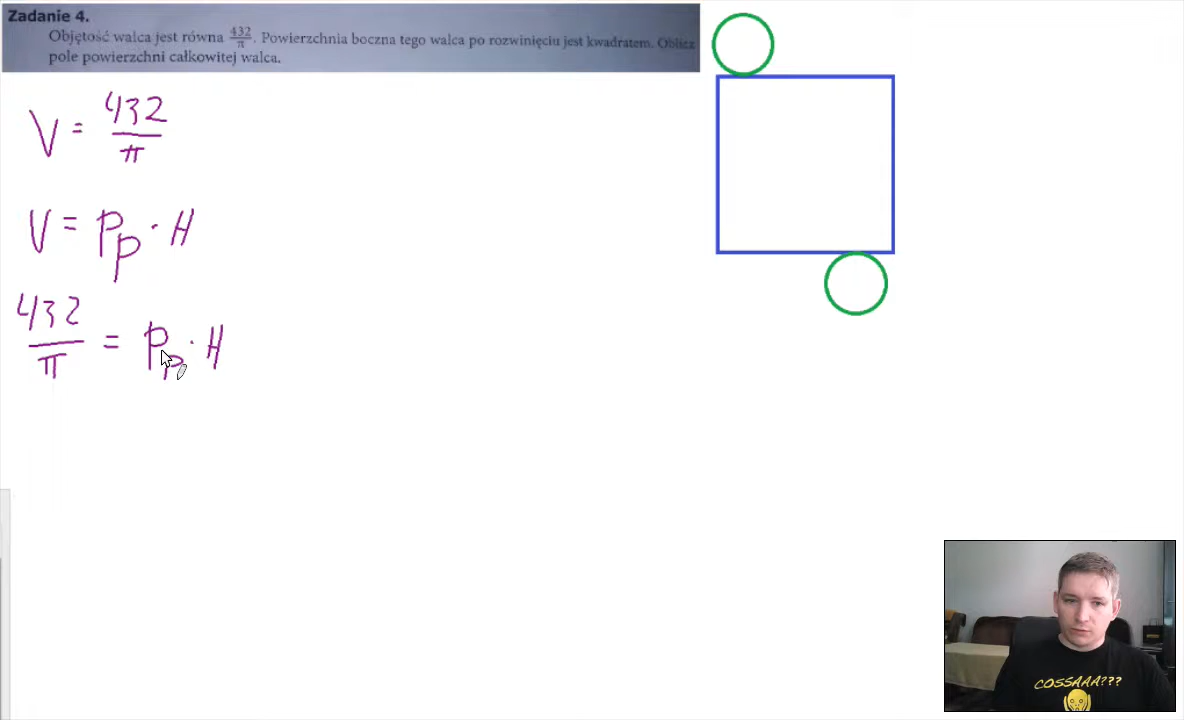 Zadanie 4.
Objętość walca jest równa 432/π. Powierzchnia boczna tego walca po rozwinięciu jest kwadratem. Oblicz
pole powierzchni całkowitej walca.
V = 432/π
V = Pp · H
432/π = Pp · H
COSSAAA???